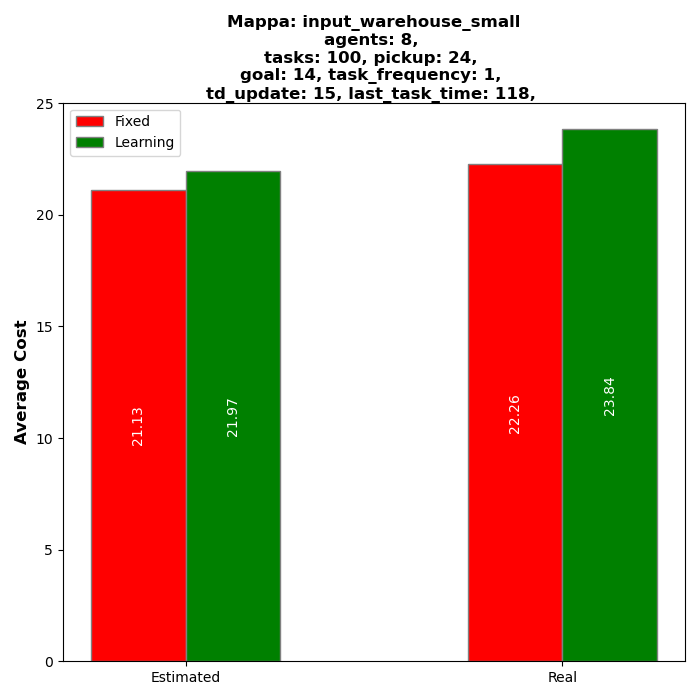 Mappa: input_warehouse_small
agents: 8,
tasks: 100, pickup: 24,
goal: 14, task_frequency: 1,
td_update: 15, last_task_time: 118,
Fixed
Learning
Average Cost
25
20
15
10
5
0
21.13
21.97
22.26
23.84
Estimated
Real